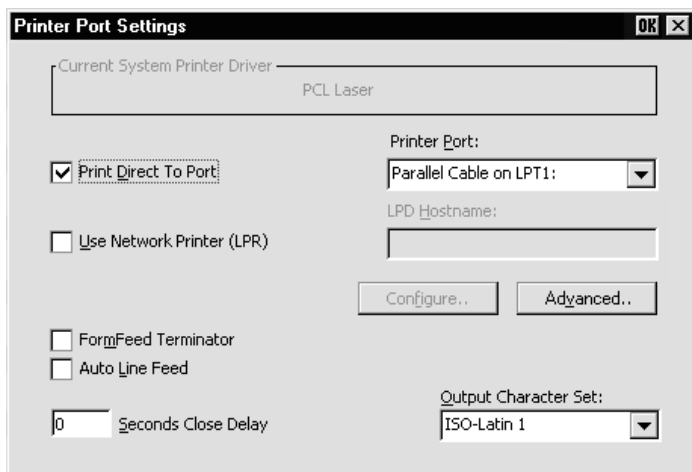 Printer Port Settings OK
Current System Printer Driver
PCL Laser
Printer Port:
Print Direct To Port
Parallel Cable on LPT1:
LPD Hostname:
Use Network Printer (LPR)
Configure.. Advanced..
FormFeed Terminator
Auto Line Feed
Output Character Set:
0 Seconds Close Delay
ISO-Latin 1